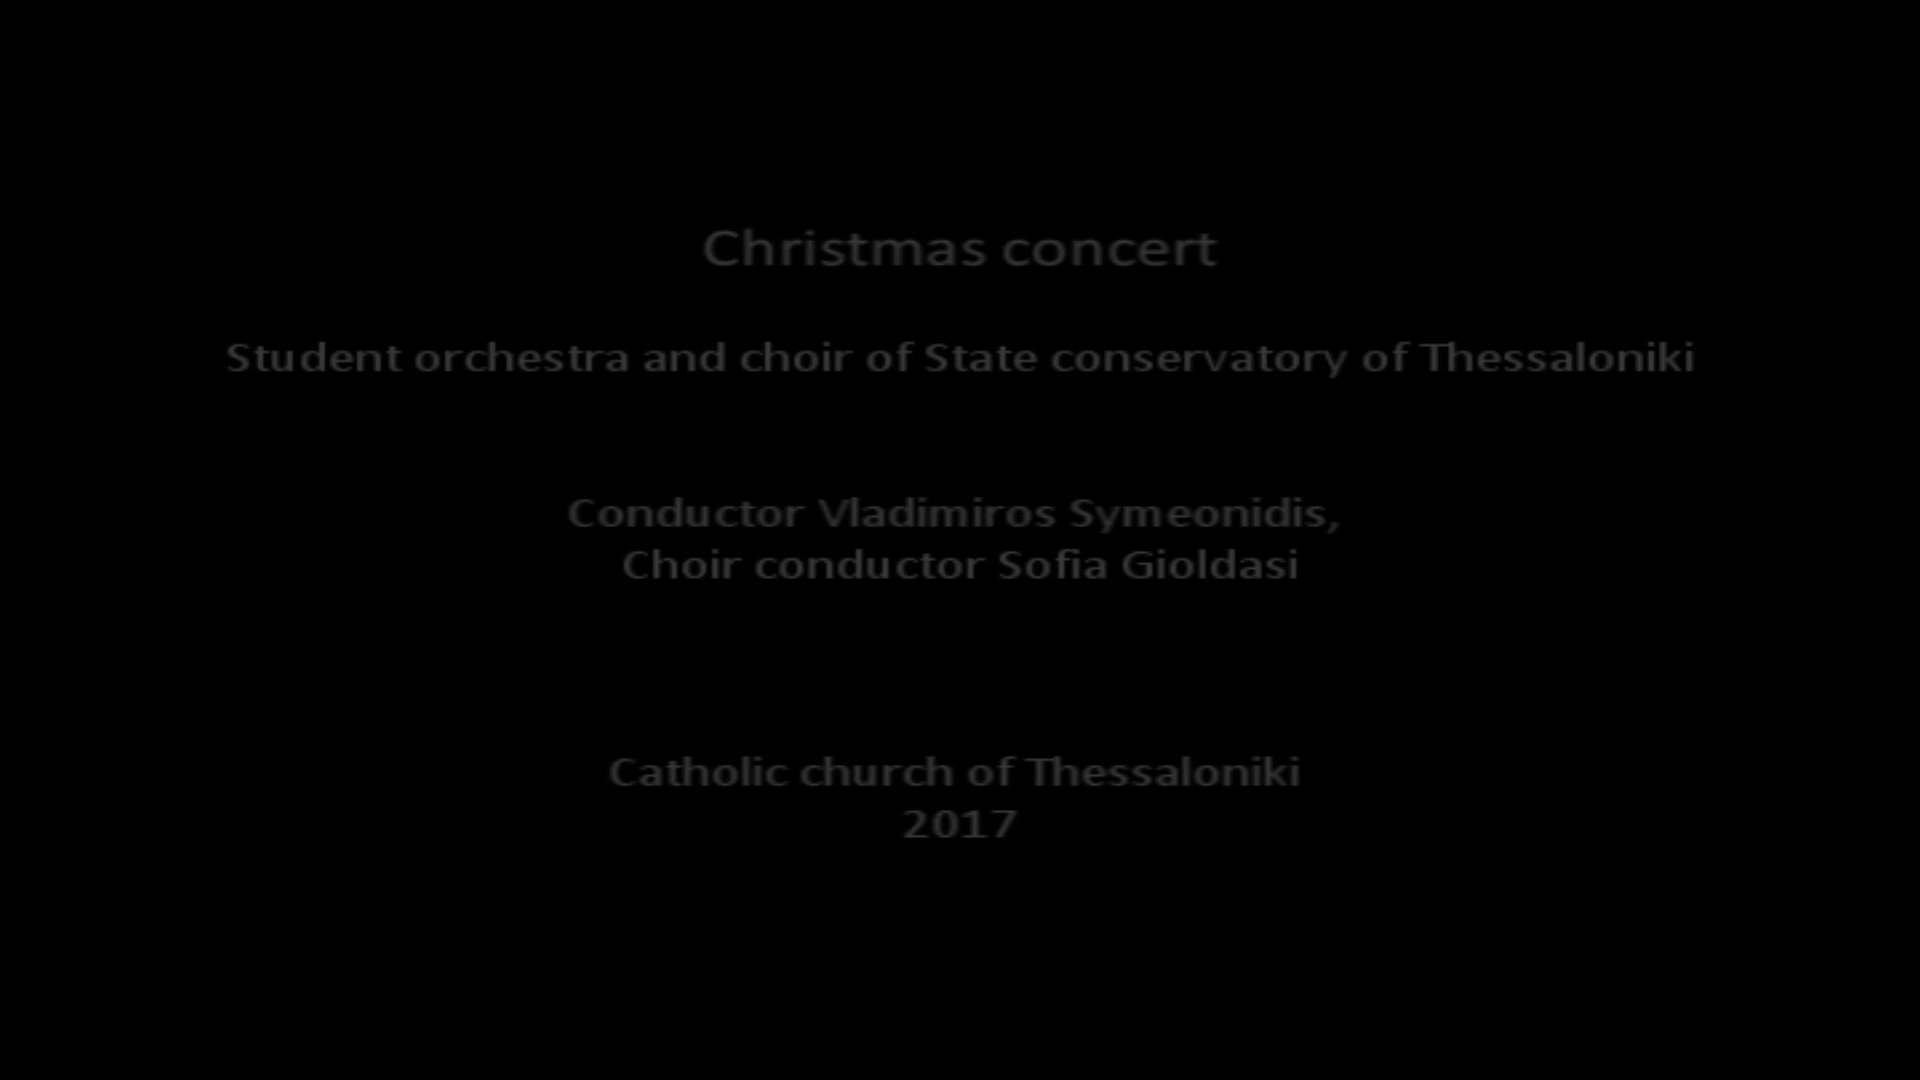 Christmas concert
Student orchestra and choir of State conservatory of Thessaloniki
Conductor Vladimiros Symeonidis,
Choir conductor Sofia Gioldasi
Catholic church of Thessaloniki
2017